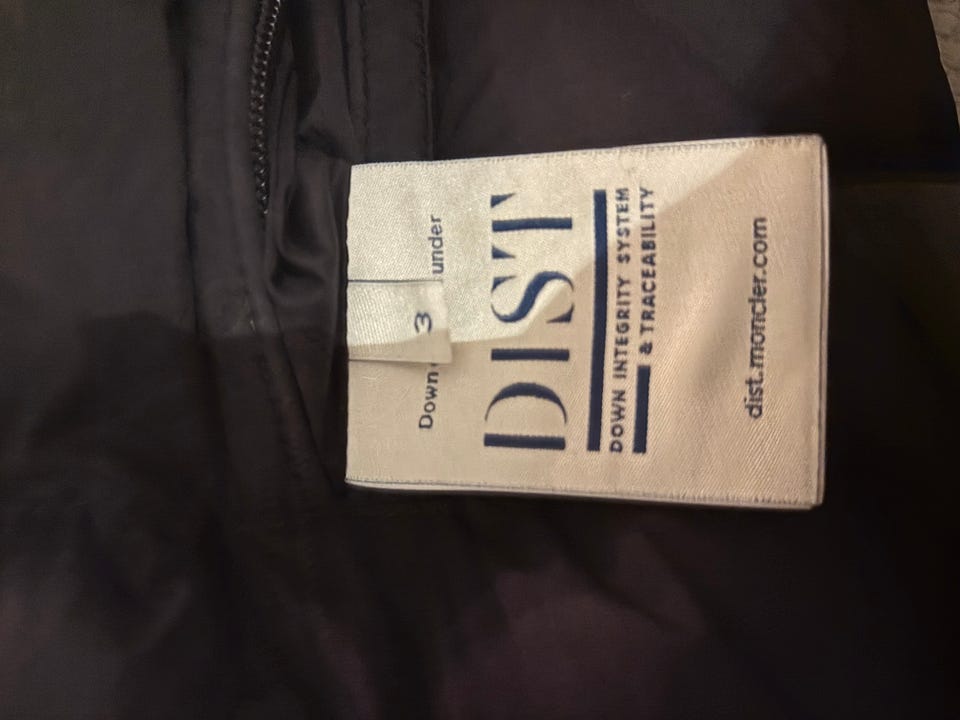 3
Down under
DIST
DOWN INTEGRITY SYSTEM
& TRACEABILITY
dist.moncler.com